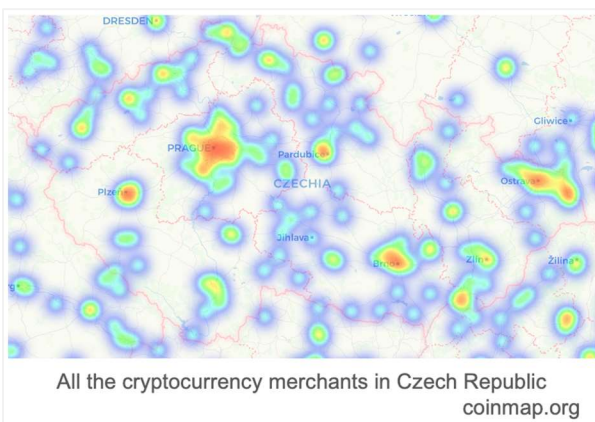 DRESDEN
Gliwice
PRAGUE
Pardubice
CZECHIA
Plzeň
Ostrava
Jihlava
Brno
Zlín
Žilina
All the cryptocurrency merchants in Czech Republic
coinmap.org